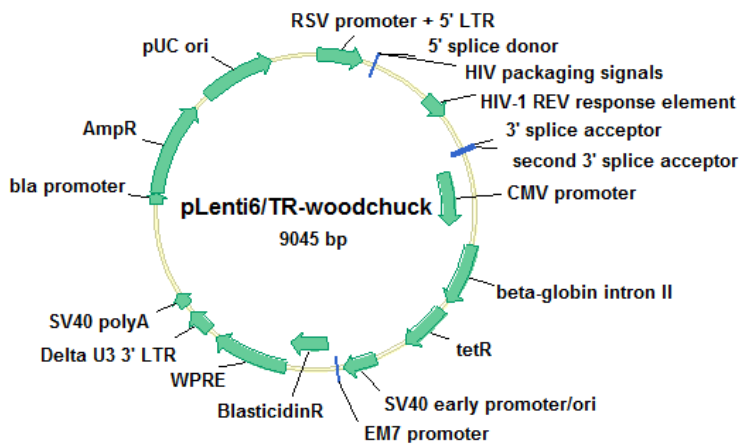 RSV promoter + 5' LTR
5' splice donor
HIV packaging signals
HIV-1 REV response element
3' splice acceptor
second 3' splice acceptor
CMV promoter
beta-globin intron II
tetR
SV40 early promoter/ori
EM7 promoter
BlasticidinR
WPRE
Delta U3 3' LTR
SV40 polyA
bla promoter
AmpR
pUC ori
pLenti6/TR-woodchuck
9045 bp